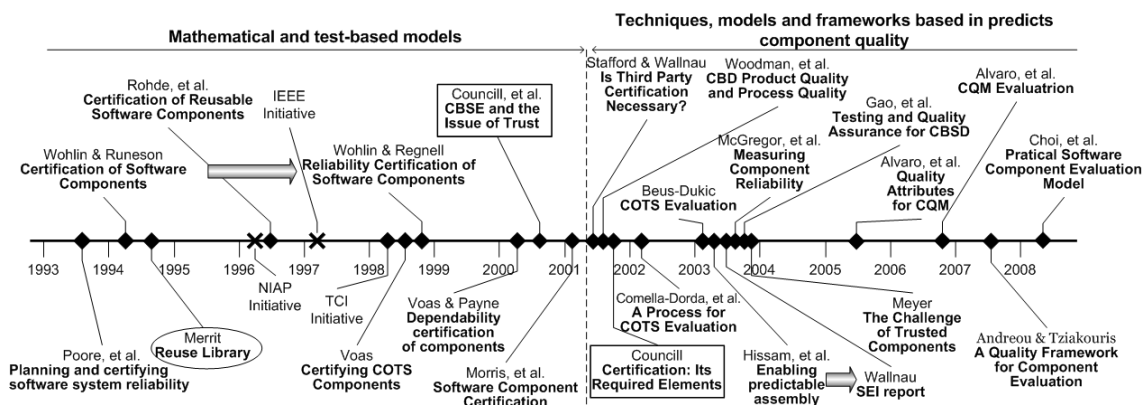 Mathematical and test-based models
Techniques, models and frameworks based in predicts
component quality
Rohde, et al.
Certification of Reusable
Software Components
IEEE
Initiative
Wohlin & Runeson
Certification of Software
Components
Wohlin & Regnell
Reliability Certification of
Software Components
Councill, et al.
CBSE and the
Issue of Trust
Stafford & Wallnau
Is Third Party
Certification
Necessary?
Woodman, et al.
CBD Product Quality
and Process Quality
Beus-Dukic
COTS Evaluation
McGregor, et al.
Measuring
Component
Reliability
Gao, et al.
Testing and Quality
Assurance for CBSD
Alvaro, et al.
Quality
Attributes
for CQM
Alvaro, et al.
CQM Evaluation
Choi, et al.
Pratical Software
Component Evaluation
Model
1993
1994
1995
1996
1997
1998
1999
2000
2001
2002
2003
2004
2005
2006
2007
2008
Poore, et al.
Planning and certifying
software system reliability
Merrit
Reuse Library
NIAP
Initiative
TCI
Initiative
Voas
Certifying COTS
Components
Voas & Payne
Dependability
certification
of components
Morris, et al.
Software Component
Certification
Comella-Dorda, et al.
A Process for
COTS Evaluation
Councill
Certification: Its
Required Elements
Hissam, et al.
Enabling
predictable
assembly
Wallnau
SEI report
Meyer
The Challenge
of Trusted
Components
Andreou & Tziakouris
A Quality Framework
for Component
Evaluation